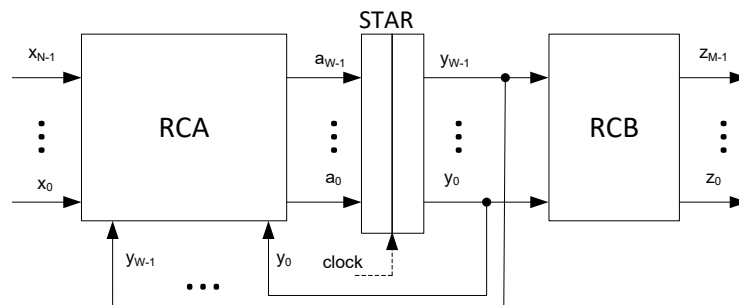 STAR
x_{N-1} a_{W-1} y_{W-1} z_{M-1}
RCA RCB
x_0 a_0 y_0 z_0
y_{W-1} y_0 clock